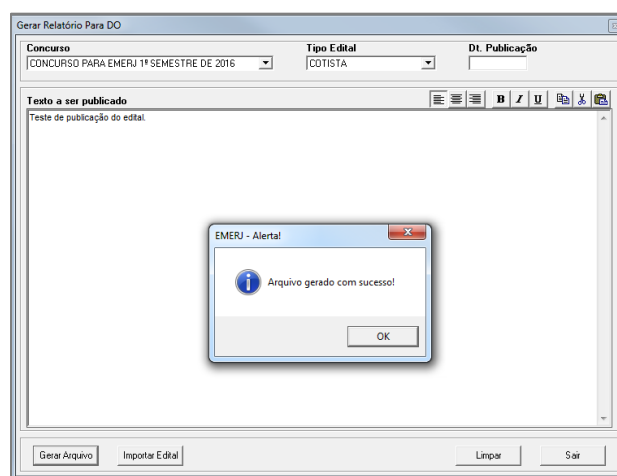 Gerar Relatório Para DO
Concurso Tipo Edital Dt. Publicação
CONCURSO PARA EMERJ 1º SEMESTRE DE 2016 COTISTA
Texto a ser publicado B I U
Teste de publicação do edital.
EMERJ - Alerta!
Arquivo gerado com sucesso!
OK
Gerar Arquivo Importar Edital Limpar Sair